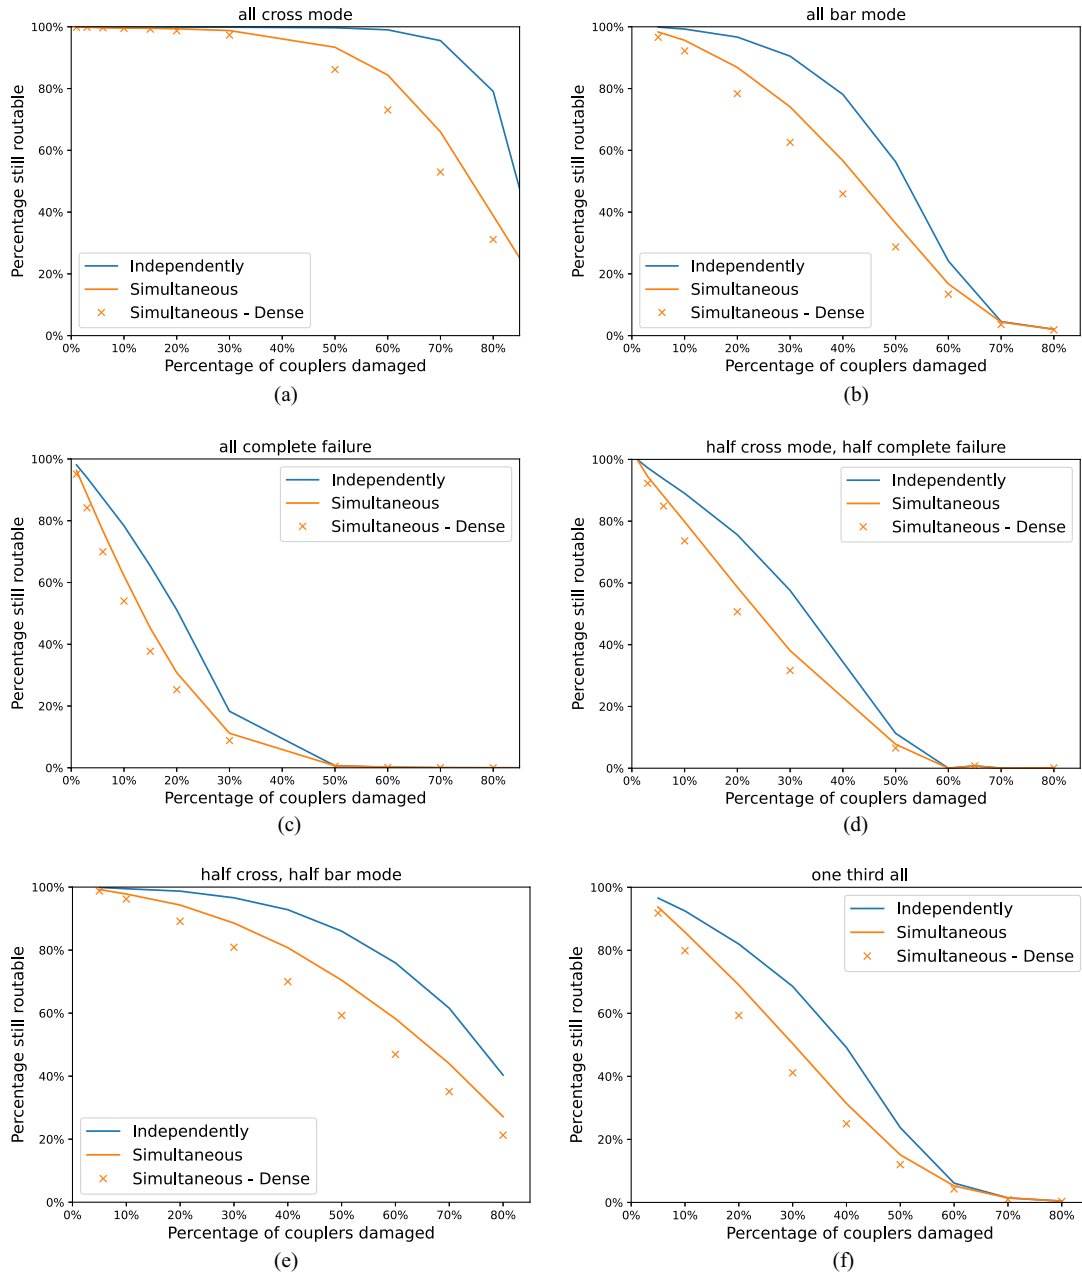 all cross mode
Percentage still routable
100%
80%
60%
40%
20%
0%
Independently
Simultaneous
Simultaneous - Dense
0% 10% 20% 30% 40% 50% 60% 70% 80%
Percentage of couplers damaged
(a)
all bar mode
Percentage still routable
100%
80%
60%
40%
20%
0%
Independently
Simultaneous
Simultaneous - Dense
0% 10% 20% 30% 40% 50% 60% 70% 80%
Percentage of couplers damaged
(b)
all complete failure
Percentage still routable
100%
80%
60%
40%
20%
0%
Independently
Simultaneous
Simultaneous - Dense
0% 10% 20% 30% 40% 50% 60% 70% 80%
Percentage of couplers damaged
(c)
half cross mode, half complete failure
Percentage still routable
100%
80%
60%
40%
20%
0%
Independently
Simultaneous
Simultaneous - Dense
0% 10% 20% 30% 40% 50% 60% 70% 80%
Percentage of couplers damaged
(d)
half cross, half bar mode
Percentage still routable
100%
80%
60%
40%
20%
0%
Independently
Simultaneous
Simultaneous - Dense
0% 10% 20% 30% 40% 50% 60% 70% 80%
Percentage of couplers damaged
(e)
one third all
Percentage still routable
100%
80%
60%
40%
20%
0%
Independently
Simultaneous
Simultaneous - Dense
0% 10% 20% 30% 40% 50% 60% 70% 80%
Percentage of couplers damaged
(f)